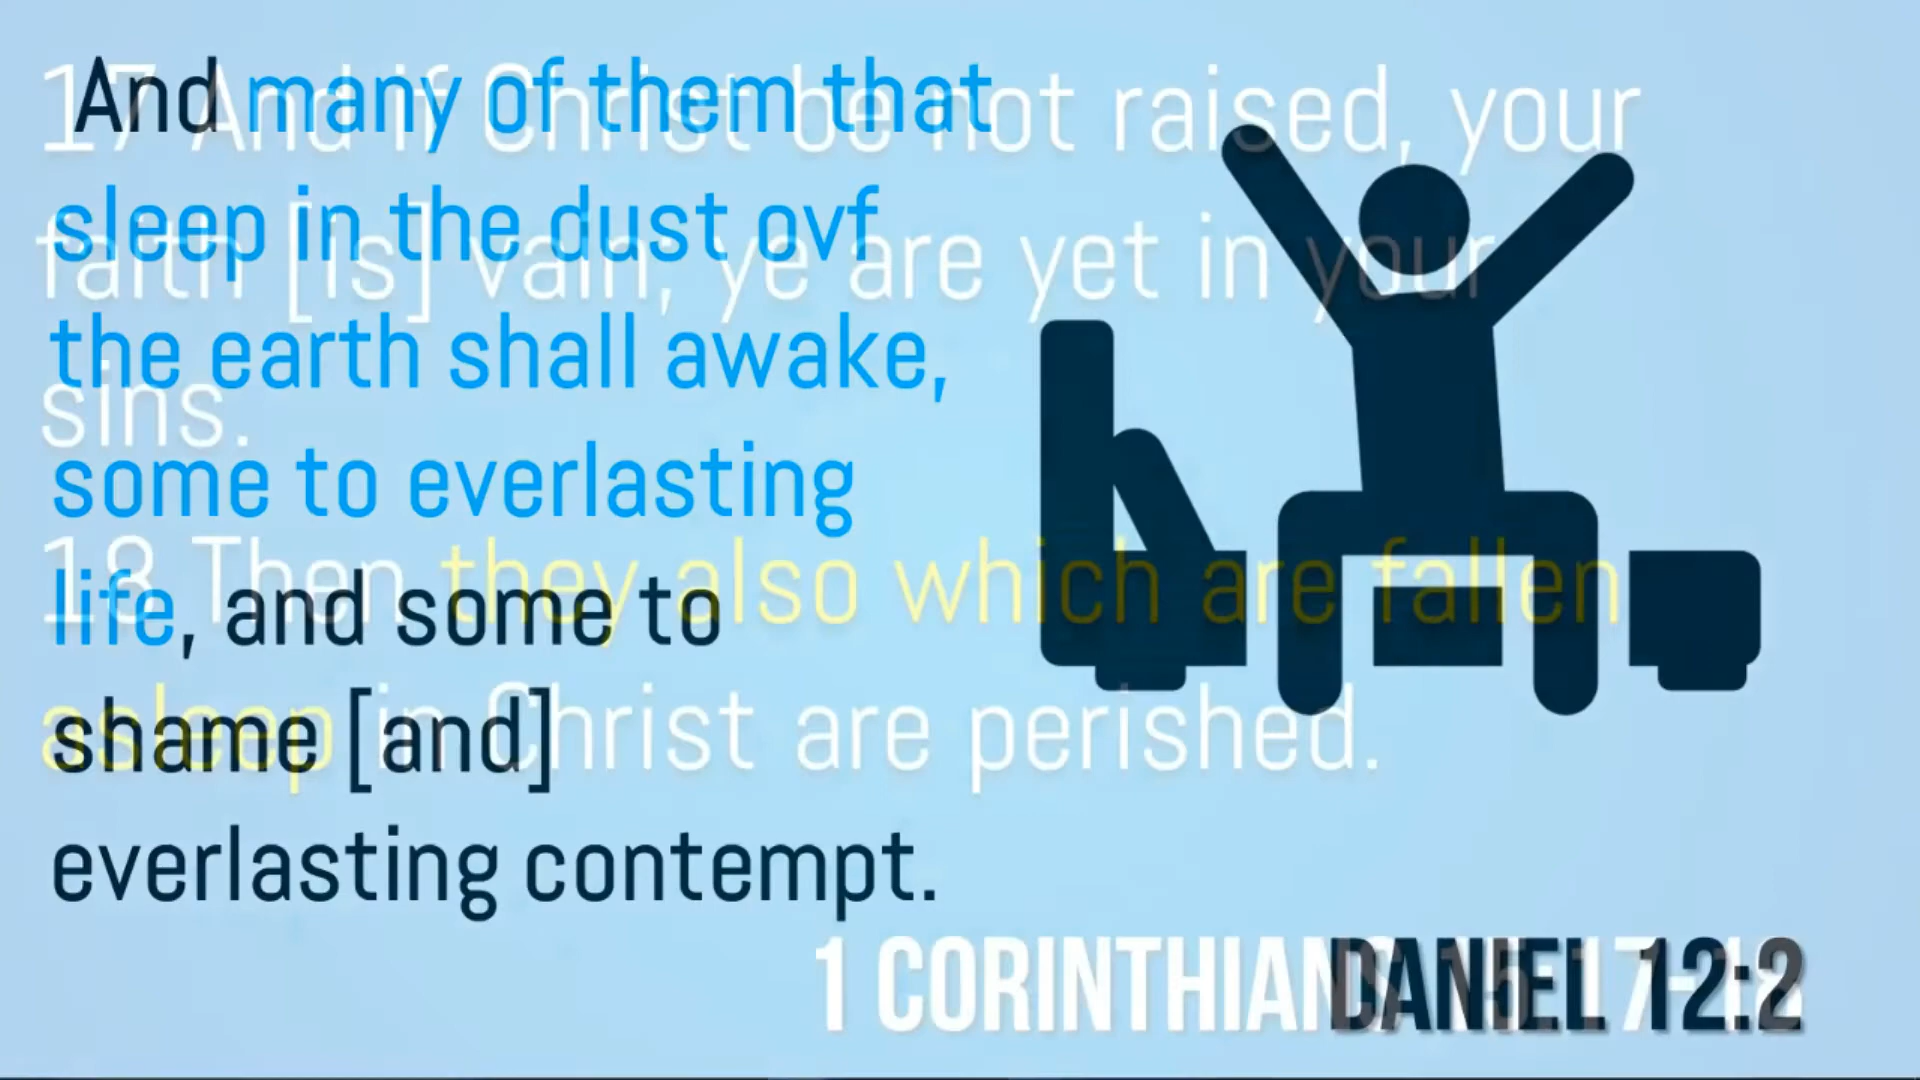 And many of them that
sleep in the dust ovf
the earth shall awake,
some to everlasting
life, and some to
shame [and]
everlasting contempt.
DANIEL 12:2
17 And if Christ be not raised, your
faith [is] vain; ye are yet in your
sins.
18 Then they also which are fallen
asleep in Christ are perished.
1 CORINTHIANS 15:17-18